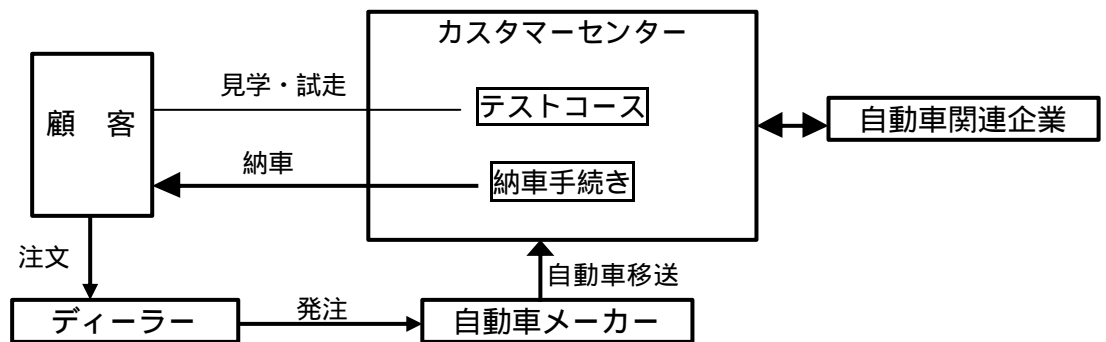 カスタマーセンター
見学・試走
テストコース
顧 客
自動車関連企業
納車
納車手続き
注文
自動車移送
ディーラー
発注
自動車メーカー